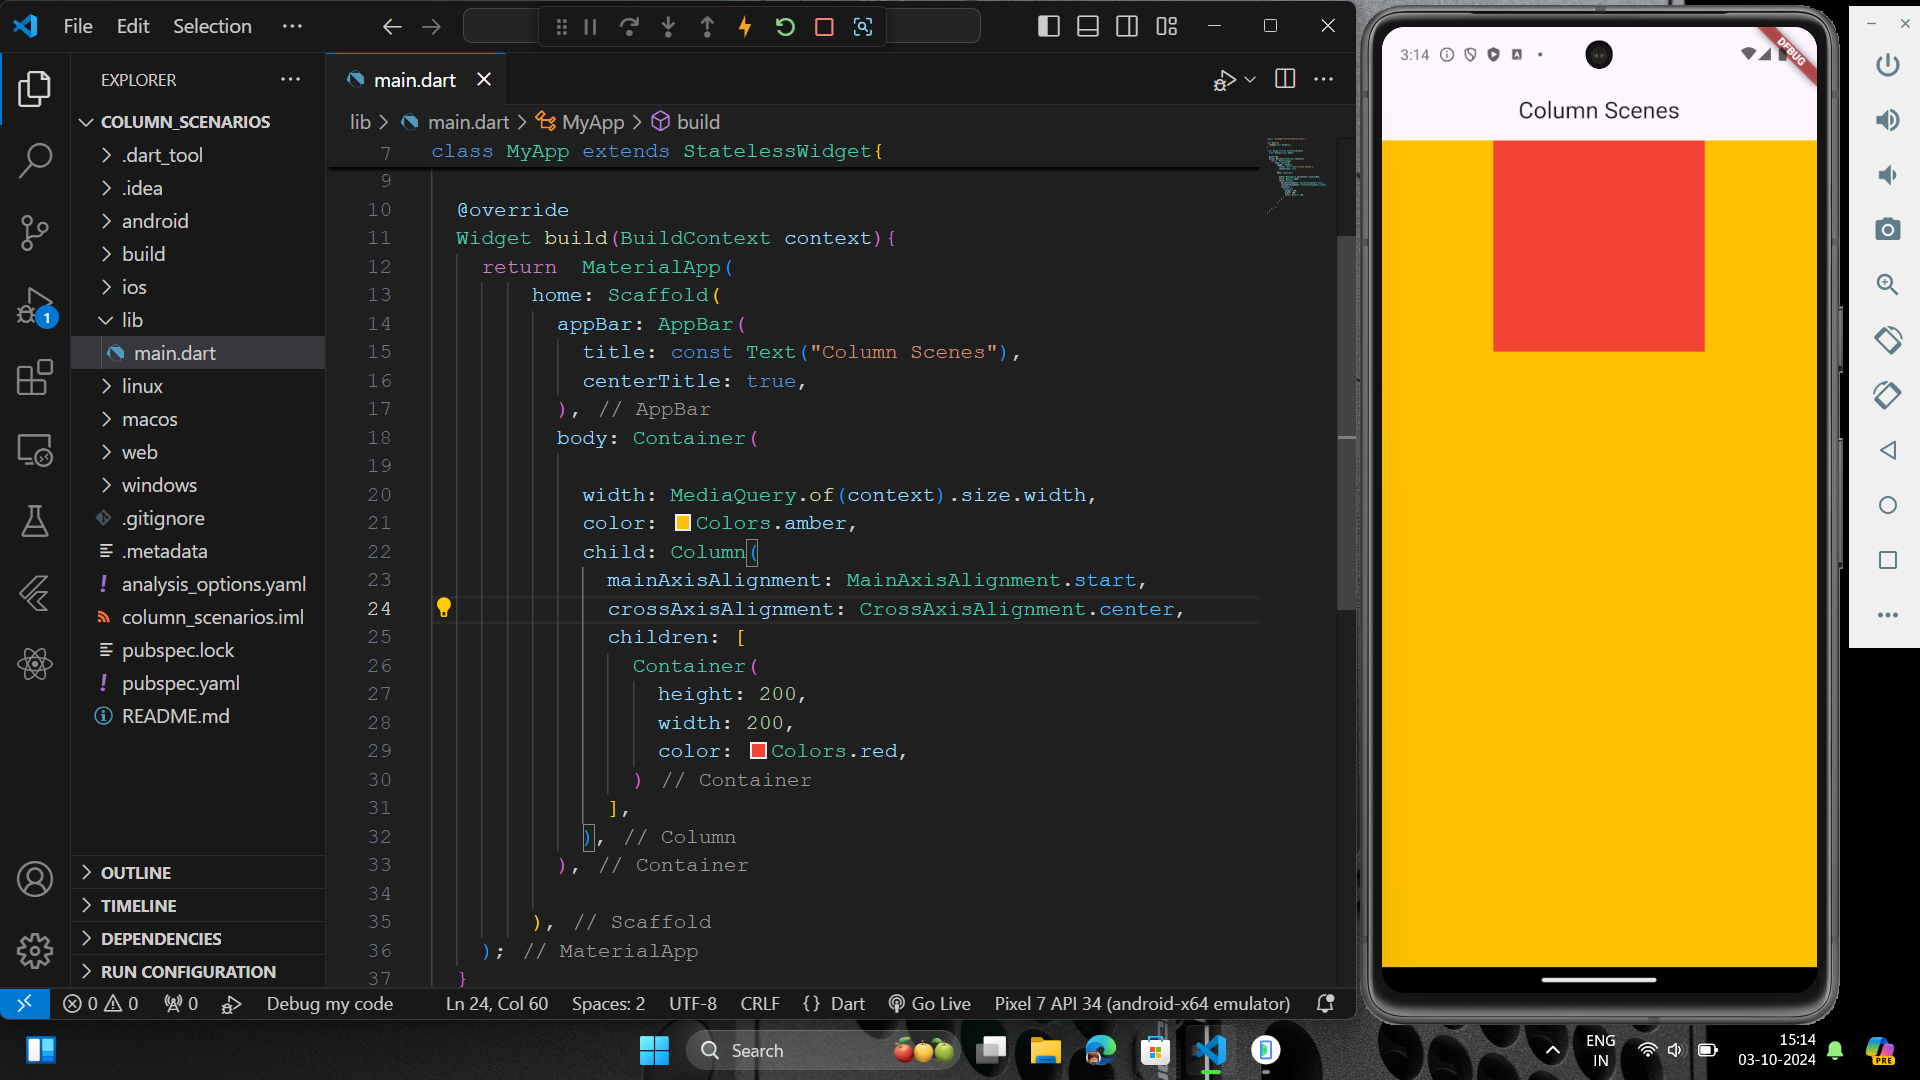 File Edit Selection ···
EXPLORER ···
main.dart
COLUMN_SCENARIOS
.dart_tool
.idea
android
build
ios
lib
main.dart
linux
macos
web
windows
.gitignore
.metadata
! analysis_options.yaml
column_scenarios.iml
pubspec.lock
! pubspec.yaml
README.md
1
OUTLINE
TIMELINE
DEPENDENCIES
RUN CONFIGURATION
lib > main.dart > MyApp > build
7 class MyApp extends StatelessWidget{
9
10 @override
11 Widget build(BuildContext context){
12 return  MaterialApp(
13 home: Scaffold(
14 appBar: AppBar(
15 title: const Text("Column Scenes"),
16 centerTitle: true,
17 ), // AppBar
18 body: Container(
19
20 width: MediaQuery.of(context).size.width,
21 color: Colors.amber,
22 child: Column(
23 mainAxisAlignment: MainAxisAlignment.start,
24 crossAxisAlignment: CrossAxisAlignment.center,
25 children: [
26 Container(
27 height: 200,
28 width: 200,
29 color: Colors.red,
30 ) // Container
31 ],
32 ), // Column
33 ), // Container
34
35 ), // Scaffold
36 ); // MaterialApp
37 }
0 0 0 Debug my code Ln 24, Col 60 Spaces: 2 UTF-8 CRLF {} Dart Go Live Pixel 7 API 34 (android-x64 emulator)
3:14
DEBUG
Column Scenes
Search
ENG
IN
15:14
03-10-2024
PRE